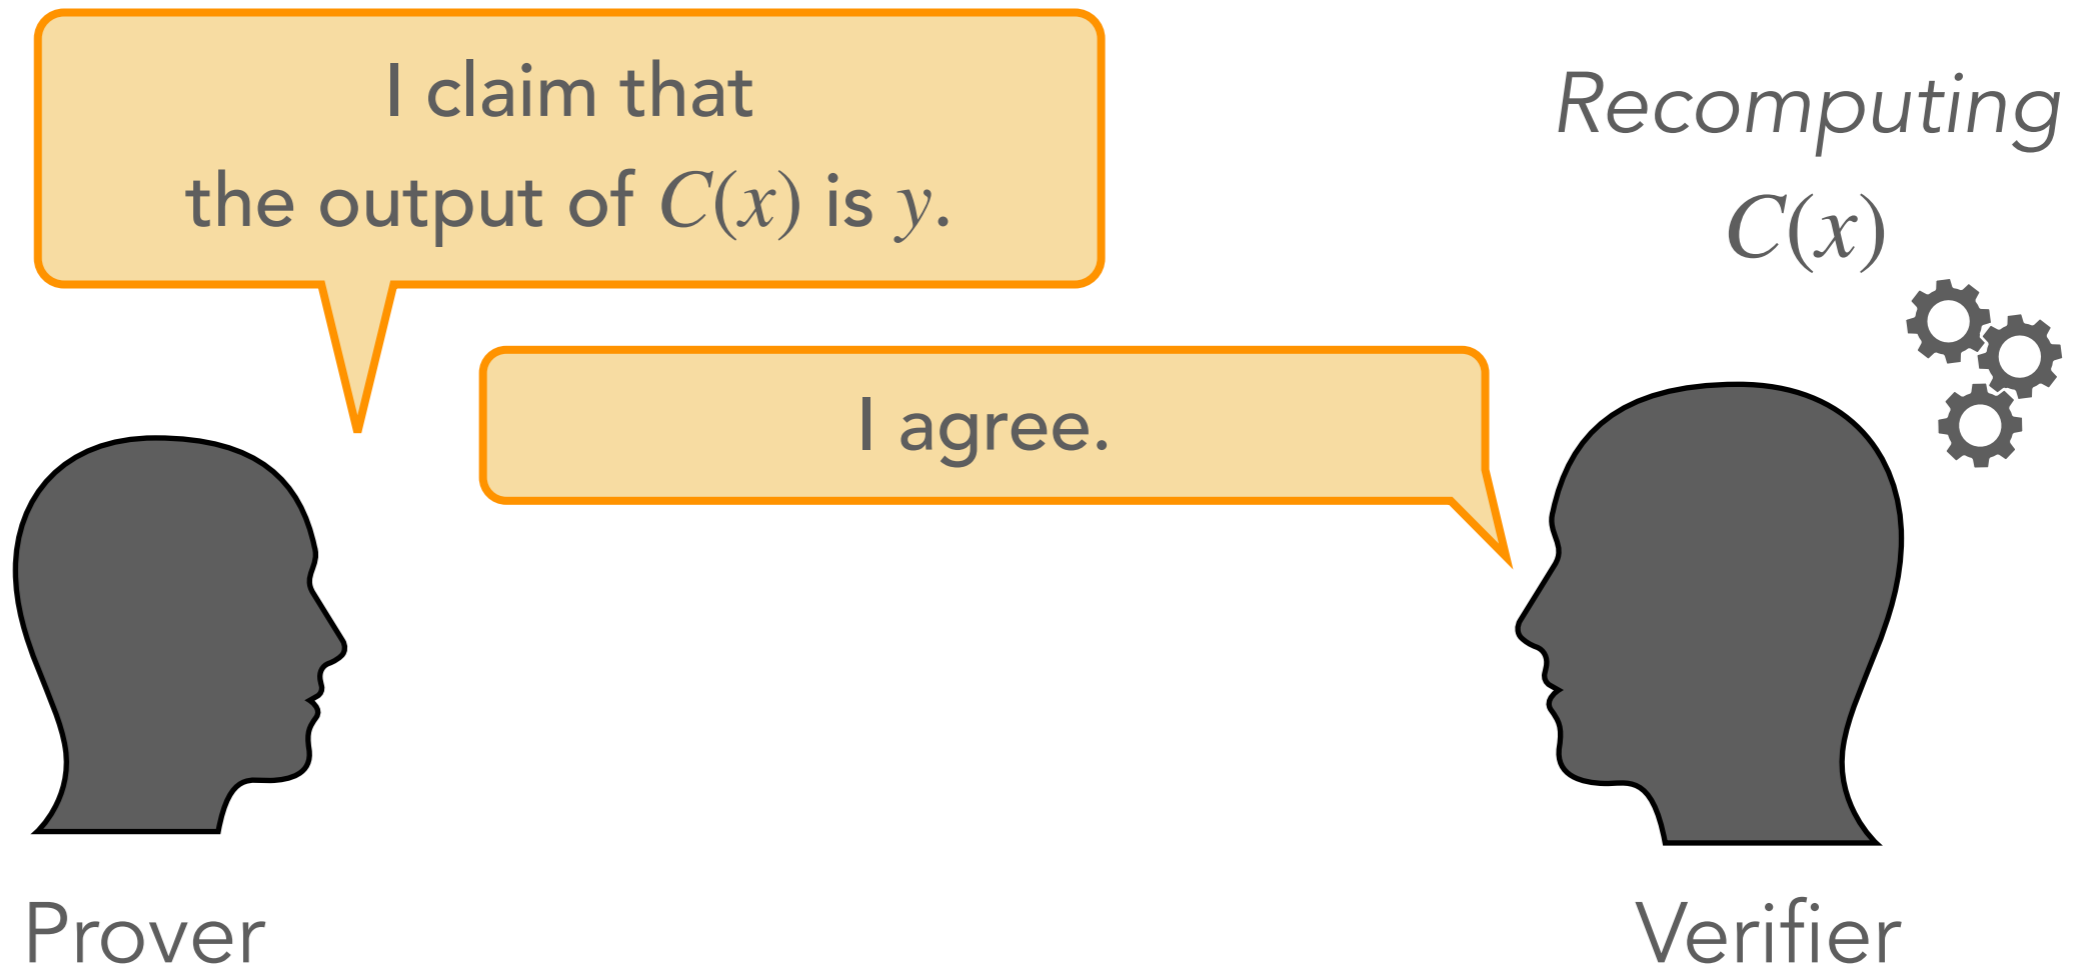 I claim that
the output of C(x) is y.
Recomputing
C(x)
I agree.
Prover
Verifier